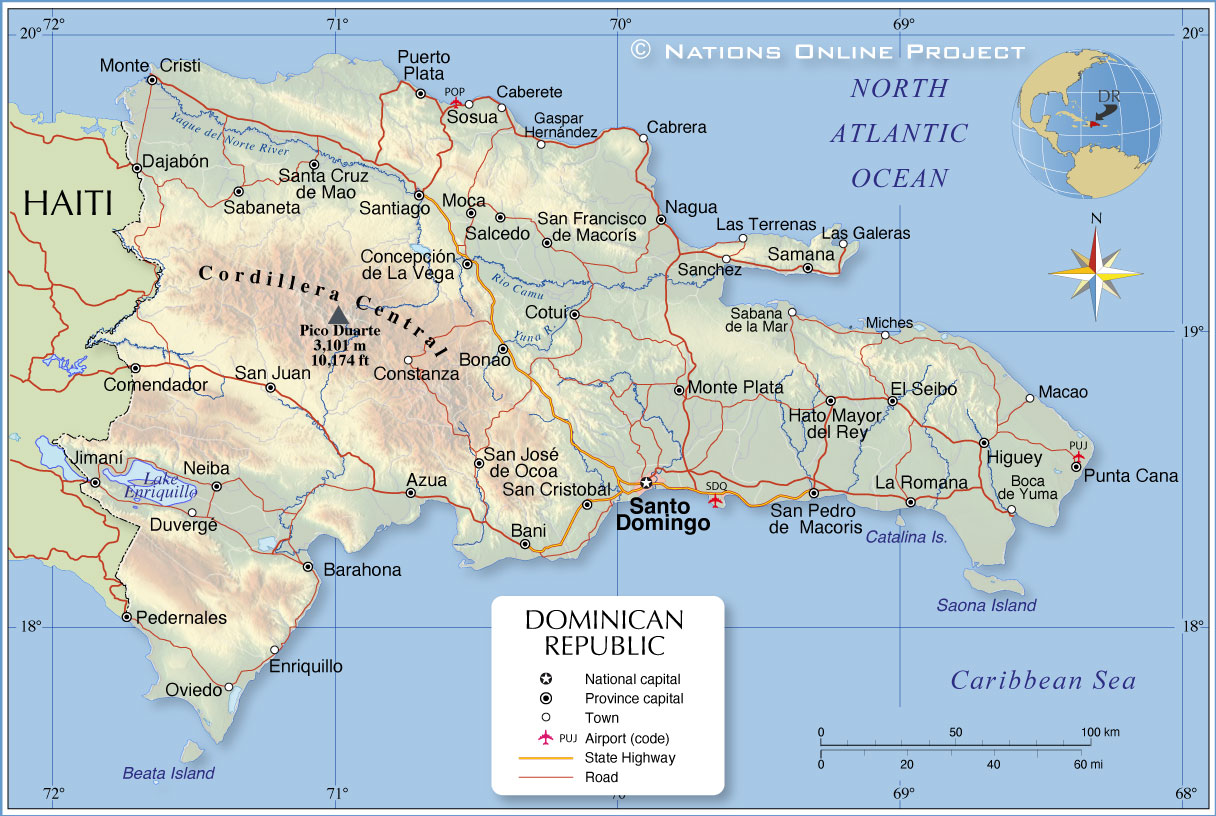 72°
71°
70°
69°
20°
20°
© NATIONS ONLINE PROJECT
Puerto
Plata
Monte Cristi
POP
Caberete
Sosua
NORTH
ATLANTIC
OCEAN
DR
Gaspar
Hernández
Cabrera
Yaque del Norte River
Dajabón
Santa Cruz
de Mao
HAITI
Sabaneta
Santiago
Moca
Salcedo
San Francisco
de Macorís
Nagua
Las Terrenas
Las Galeras
N
Concepción
de La Vega
Sanchez
Samana
Cordillera Central
Rio Camu
Pico Duarte
3,101 m
10,174 ft
Cotui
Yuna R.
Sabana
de la Mar
Miches
19°
Bonao
Constanza
Comendador
San Juan
Monte Plata
El Seibó
Macao
Hato Mayor
del Rey
Jimaní
Neiba
Lake
Enriquillo
San José
de Ocoa
Higuey
PUJ
Punta Cana
Duvergé
Azua
San Cristobal
SDQ
La Romana
Boca
de Yuma
Santo
Domingo
San Pedro
de Macoris
Bani
Catalina Is.
Barahona
Saona Island
Pedernales
18°
18°
Enriquillo
Oviedo
Caribbean Sea
Beata Island
DOMINICAN
REPUBLIC
National capital
Province capital
Town
PUJ Airport (code)
State Highway
Road
0 50 100 km
0 20 40 60 mi
72°
71°
70°
69°
68°